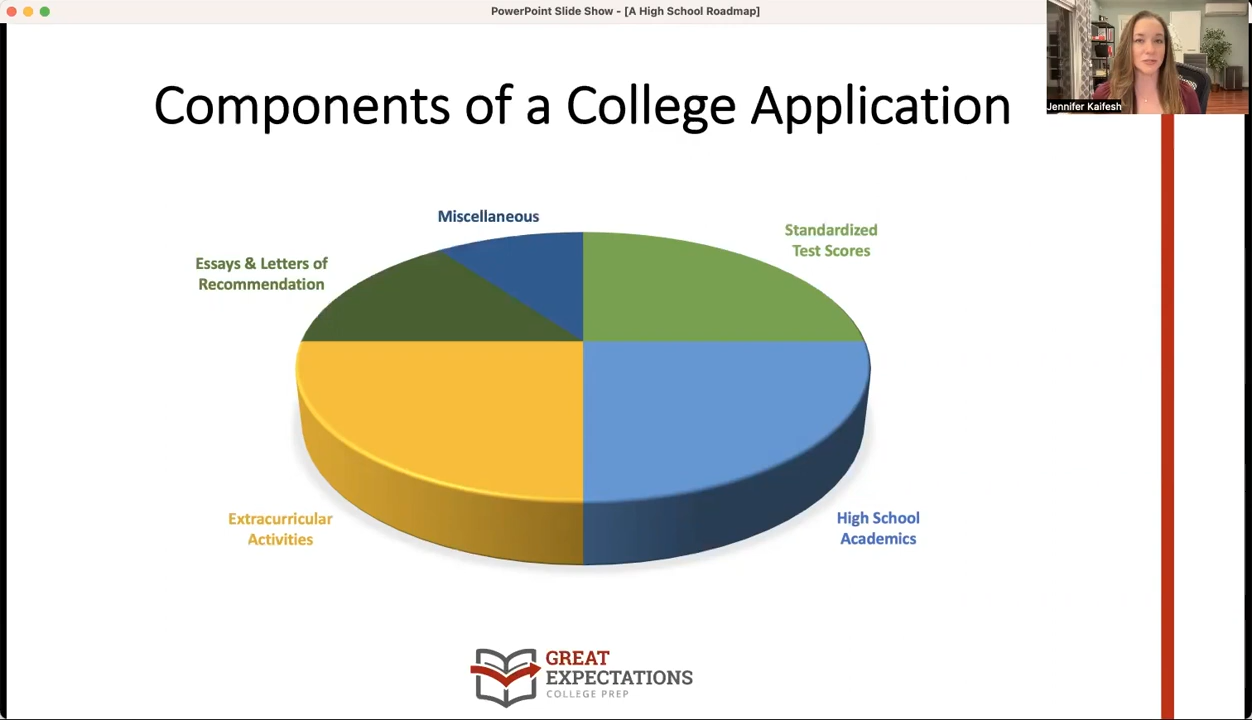 PowerPoint Slide Show - [A High School Roadmap]
Jennifer Kaifesh
Components of a College Application
Miscellaneous
Standardized
Test Scores
Essays & Letters of
Recommendation
Extracurricular
Activities
High School
Academics
GREAT
EXPECTATIONS
COLLEGE PREP